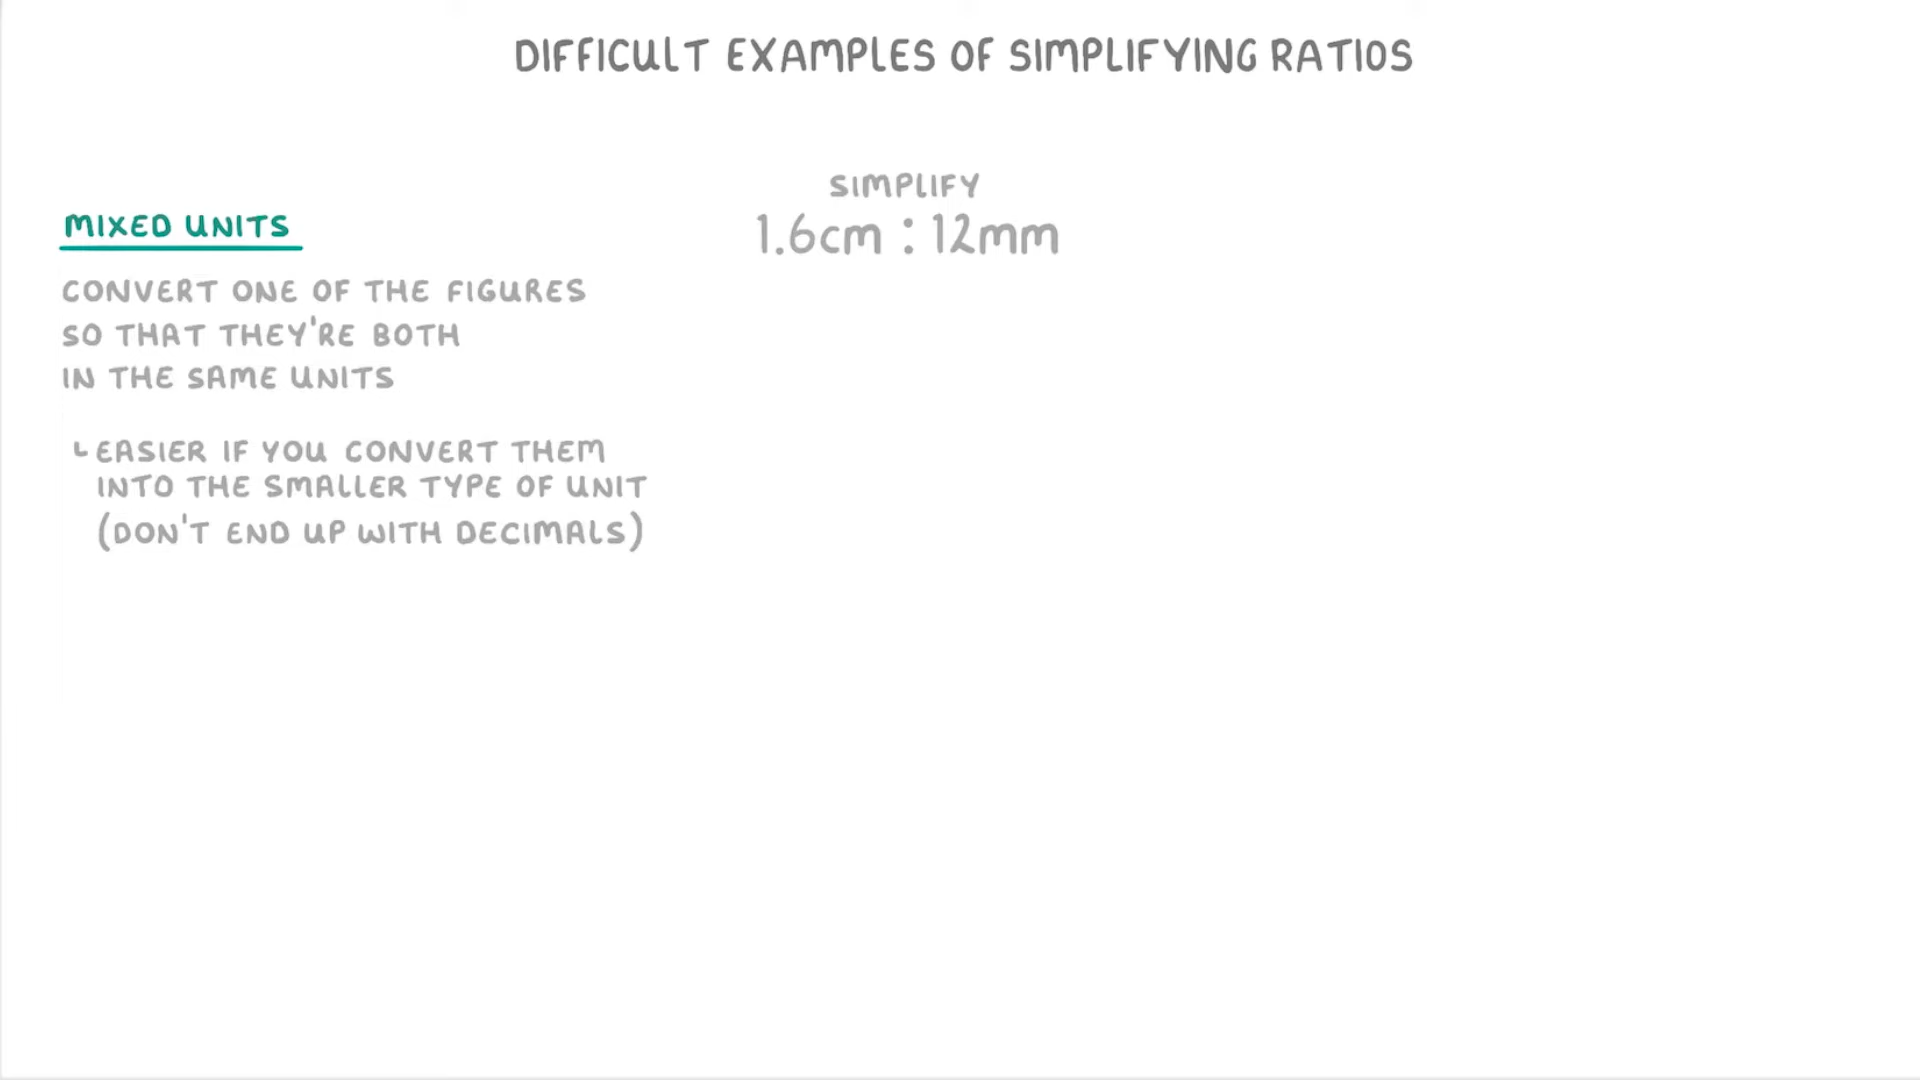 DIFFICULT EXAMPLES OF SIMPLIFYING RATIOS
MIXED UNITS
CONVERT ONE OF THE FIGURES
SO THAT THEY'RE BOTH
IN THE SAME UNITS
EASIER IF YOU CONVERT THEM
INTO THE SMALLER TYPE OF UNIT
(DON'T END UP WITH DECIMALS)
SIMPLIFY
1.6cm : 12mm